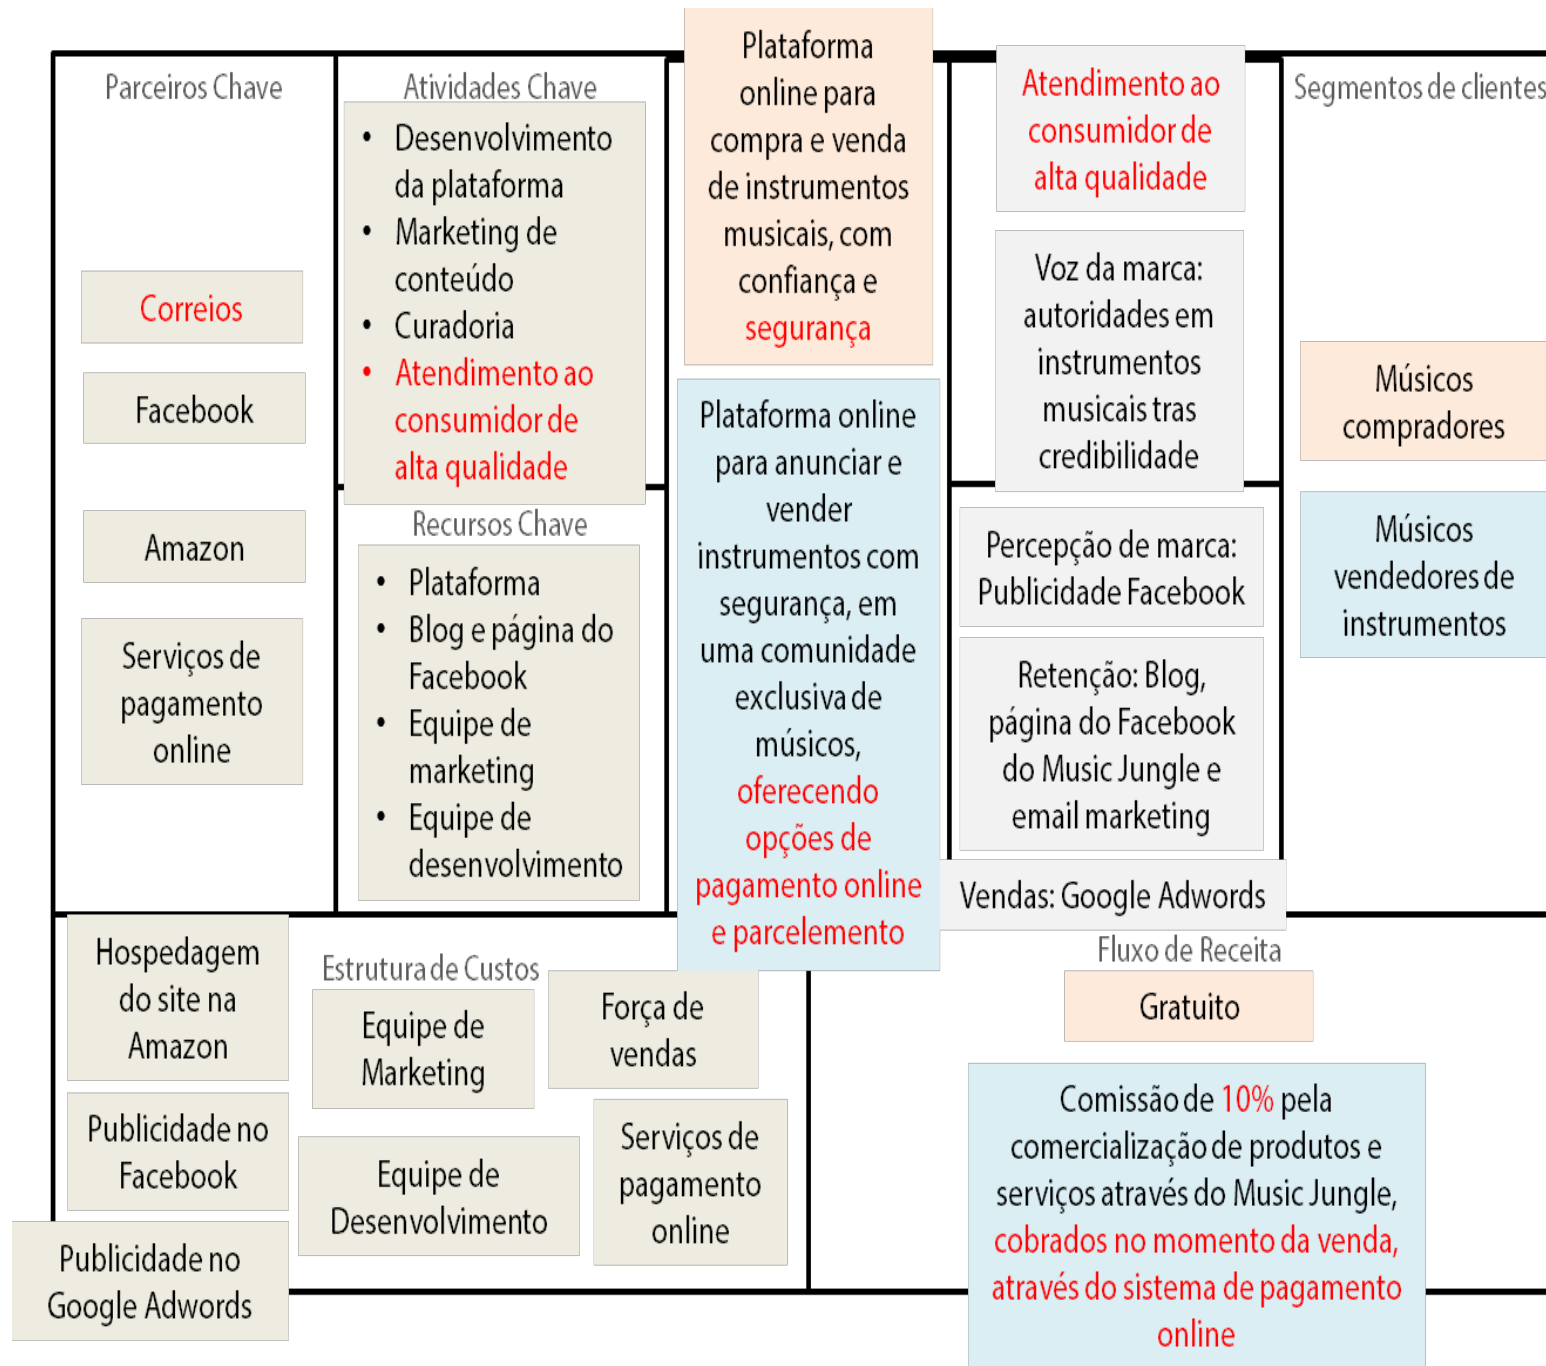 Parceiros Chave
Correios
Facebook
Amazon
Serviços de
pagamento
online
Atividades Chave
• Desenvolvimento
da plataforma
• Marketing de
conteúdo
• Curadoria
• Atendimento ao
consumidor de
alta qualidade
Recursos Chave
• Plataforma
• Blog e página do
Facebook
• Equipe de
marketing
• Equipe de
desenvolvimento
Plataforma
online para
compra e venda
de instrumentos
musicais, com
confiança e
segurança
Plataforma online
para anunciar e
vender
instrumentos com
segurança, em
uma comunidade
exclusiva de
músicos,
oferecendo
opções de
pagamento online
e parcelemento
Atendimento ao
consumidor de
alta qualidade
Voz da marca:
autoridades em
instrumentos
musicais tras
credibilidade
Percepção de marca:
Publicidade Facebook
Retenção: Blog,
página do Facebook
do Music Jungle e
email marketing
Vendas: Google Adwords
Segmentos de clientes
Músicos
compradores
Músicos
vendedores de
instrumentos
Estrutura de Custos
Hospedagem
do site na
Amazon
Publicidade no
Facebook
Publicidade no
Google Adwords
Equipe de
Marketing
Equipe de
Desenvolvimento
Força de
vendas
Serviços de
pagamento
online
Fluxo de Receita
Gratuito
Comissão de 10% pela
comercialização de produtos e
serviços através do Music Jungle,
cobrados no momento da venda,
através do sistema de pagamento
online